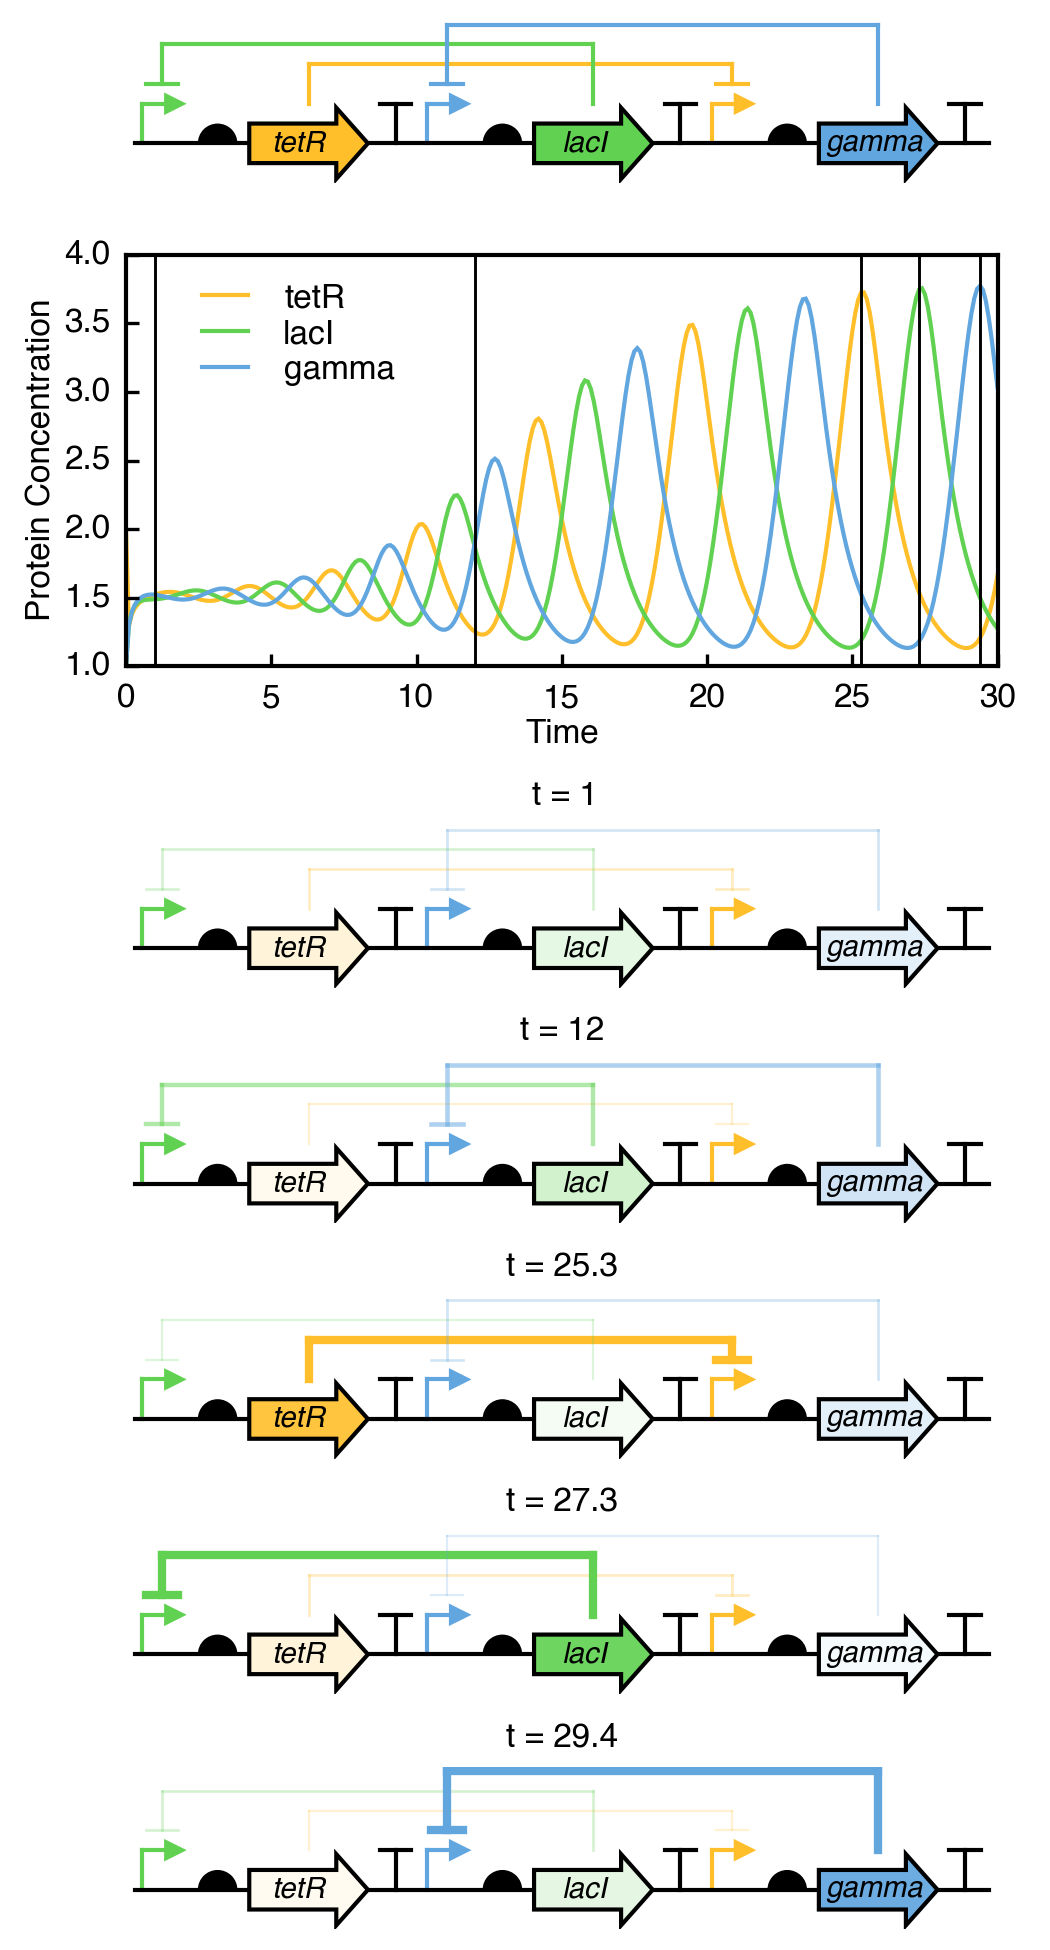 tetR lacI gamma
4.0
3.5
3.0
2.5
2.0
1.5
1.0
Protein Concentration
tetR
lacI
gamma
0 5 10 15 20 25 30
Time
t = 1
tetR lacI gamma
t = 12
tetR lacI gamma
t = 25.3
tetR lacI gamma
t = 27.3
tetR lacI gamma
t = 29.4
tetR lacI gamma